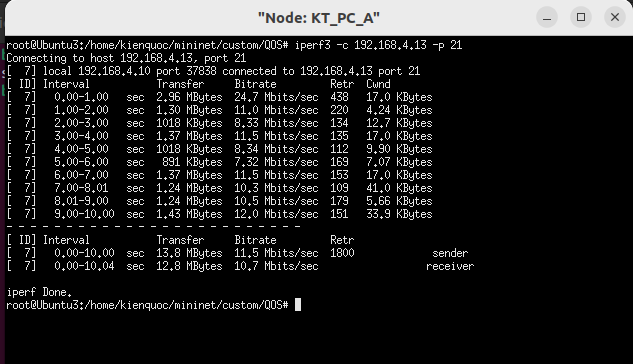 "Node: KT_PC_A"
root@Ubuntu3:/home/kienquoc/mininet/custom/QOS# iperf3 -c 192.168.4.13 -p 21
Connecting to host 192.168.4.13, port 21
[  7] local 192.168.4.10 port 37838 connected to 192.168.4.13 port 21
[ ID] Interval           Transfer     Bitrate         Retr  Cwnd
[  7]   0.00-1.00   sec  2.96 MBytes  24.7 Mbits/sec  438   17.0 KBytes
[  7]   1.00-2.00   sec  1.30 MBytes  11.0 Mbits/sec  220   4.24 KBytes
[  7]   2.00-3.00   sec  1018 KBytes  8.33 Mbits/sec  134   12.7 KBytes
[  7]   3.00-4.00   sec  1.37 MBytes  11.5 Mbits/sec  135   17.0 KBytes
[  7]   4.00-5.00   sec  1018 KBytes  8.34 Mbits/sec  112   9.90 KBytes
[  7]   5.00-6.00   sec   891 KBytes  7.32 Mbits/sec  169   7.07 KBytes
[  7]   6.00-7.00   sec  1.37 MBytes  11.5 Mbits/sec  153   17.0 KBytes
[  7]   7.00-8.01   sec  1.24 MBytes  10.3 Mbits/sec  109   41.0 KBytes
[  7]   8.01-9.00   sec  1.24 MBytes  10.5 Mbits/sec  179   5.66 KBytes
[  7]   9.00-10.00  sec  1.43 MBytes  12.0 Mbits/sec  151   33.9 KBytes
- - - - - - - - - - - - - - - - - - - - - - - - -
[ ID] Interval           Transfer     Bitrate         Retr
[  7]   0.00-10.00  sec  13.8 MBytes  11.5 Mbits/sec  1800             sender
[  7]   0.00-10.04  sec  12.8 MBytes  10.7 Mbits/sec                  receiver
iperf Done.
root@Ubuntu3:/home/kienquoc/mininet/custom/QOS#